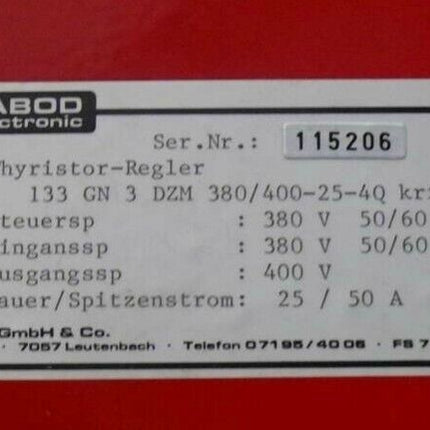 ABOD
ctronic
Ser.Nr.: 115206
hyristor-Regler
133 GN 3 DZM 380/400-25-4Q kr
teuersp : 380 V 50/60
inganssp : 380 V 50/60
usgangssp : 400 V
auer/Spitzenstrom: 25 / 50 A
GmbH & Co.
· 7057 Leutenbach · Telefon 07195/4006 · FS 7